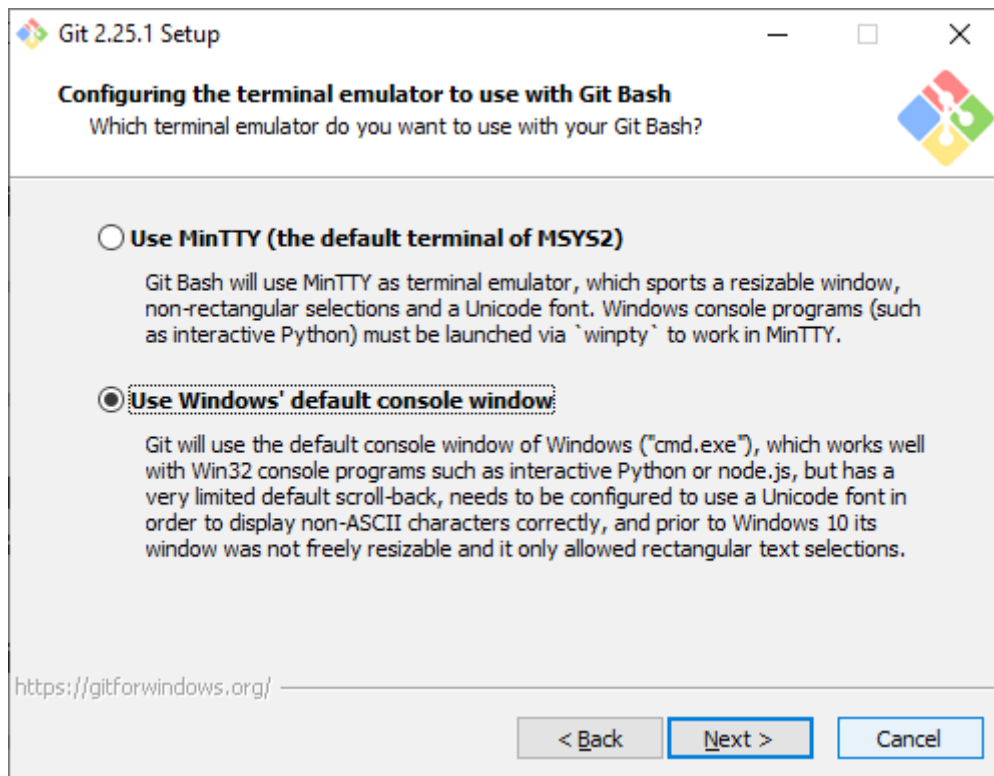 Git 2.25.1 Setup
Configuring the terminal emulator to use with Git Bash
Which terminal emulator do you want to use with your Git Bash?
Use MinTTY (the default terminal of MSYS2)
Git Bash will use MinTTY as terminal emulator, which sports a resizable window,
non-rectangular selections and a Unicode font. Windows console programs (such
as interactive Python) must be launched via `winpty` to work in MinTTY.
Use Windows' default console window
Git will use the default console window of Windows ("cmd.exe"), which works well
with Win32 console programs such as interactive Python or node.js, but has a
very limited default scroll-back, needs to be configured to use a Unicode font in
order to display non-ASCII characters correctly, and prior to Windows 10 its
window was not freely resizable and it only allowed rectangular text selections.
https://gitforwindows.org/
< Back
Next >
Cancel